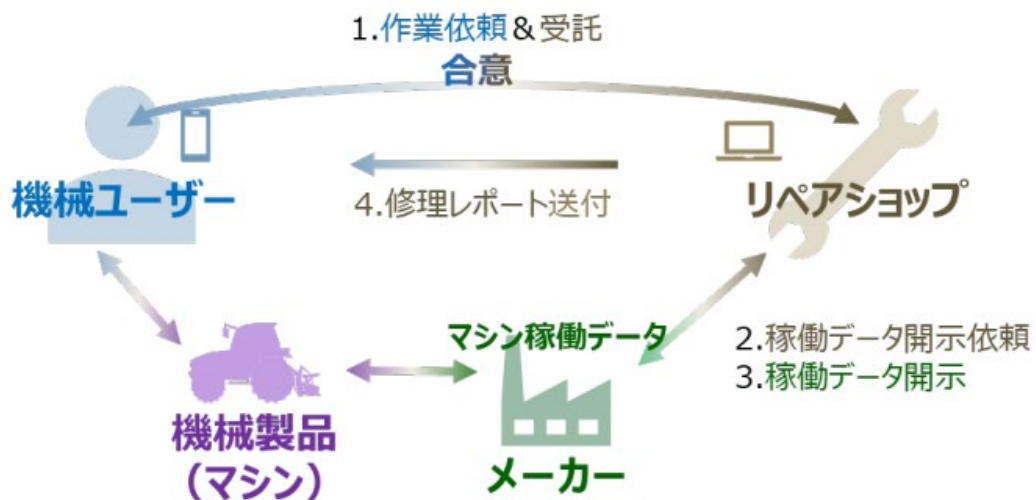 1.作業依頼&受託
合意
機械ユーザー
4.修理レポート送付
リペアショップ
マシン稼働データ
2.稼働データ開示依頼
3.稼働データ開示
機械製品
(マシン)
メーカー